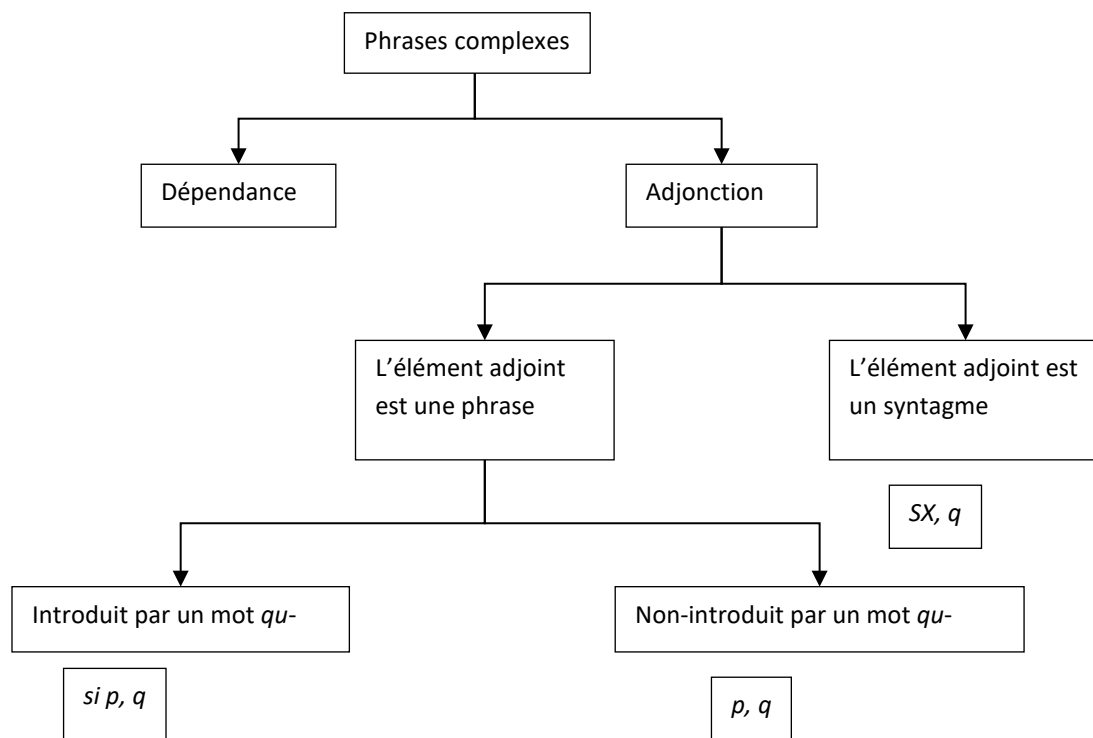 Phrases complexes
Dépendance
Adjonction
L’élément adjoint
est une phrase
L’élément adjoint est
un syntagme
SX, q
Introduit par un mot qu-
Non-introduit par un mot qu-
si p, q
p, q